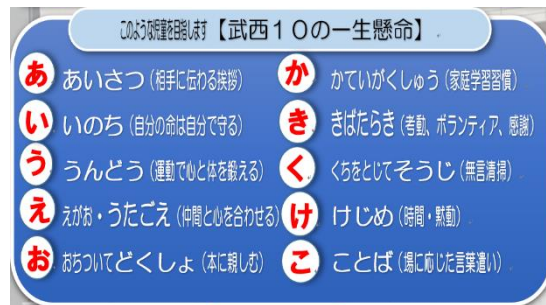 このような児童を目指します【武西１０の一生懸命】
あ あいさつ（相手に伝わる挨拶）
い いのち（自分の命は自分で守る）
う うんどう（運動で心と体を鍛える）
え えがお・うたごえ（仲間と心を合わせる）
お おちついてどくしょ（本に親しむ）
か かていがくしゅう（家庭学習習慣）
き きばたらき（考動、ボランティア、感謝）
く くちをとじてそうじ（無言清掃）
け けじめ（時間・黙動）
こ ことば（場に応じた言葉遣い）